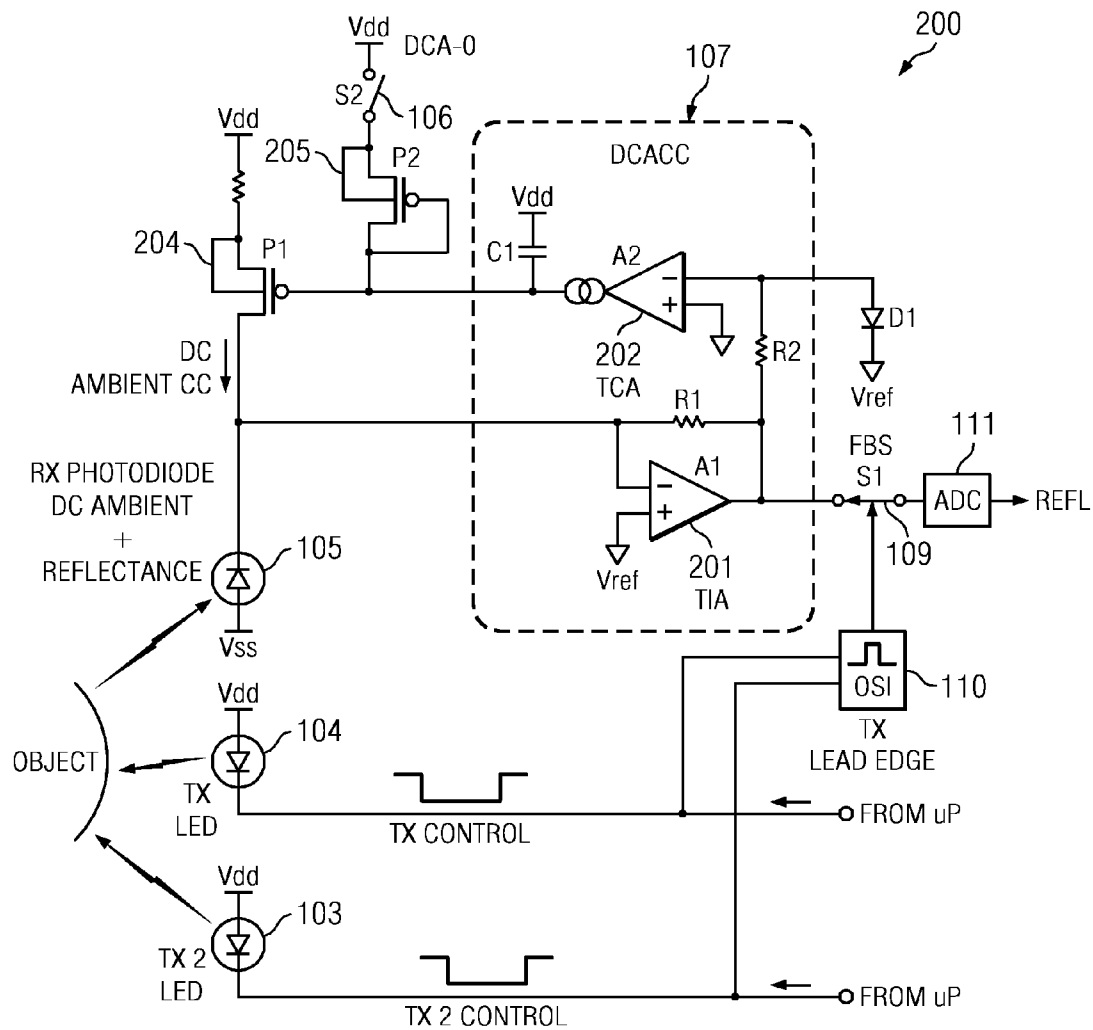 200
Vdd
DCA-0
S2
106
107
Vdd
205
P2
DCACC
Vdd
C1
204
P1
A2
−
+
202
TCA
D1
Vref
R2
DC
AMBIENT CC
R1
A1
−
+
Vref
201
TIA
FBS
S1
109
111
ADC
REFL
RX PHOTODIODE
DC AMBIENT
+
REFLECTANCE
105
Vss
OSI
110
TX
LEAD EDGE
Vdd
104
OBJECT
TX
LED
TX CONTROL
FROM uP
Vdd
103
TX 2
LED
TX 2 CONTROL
FROM uP